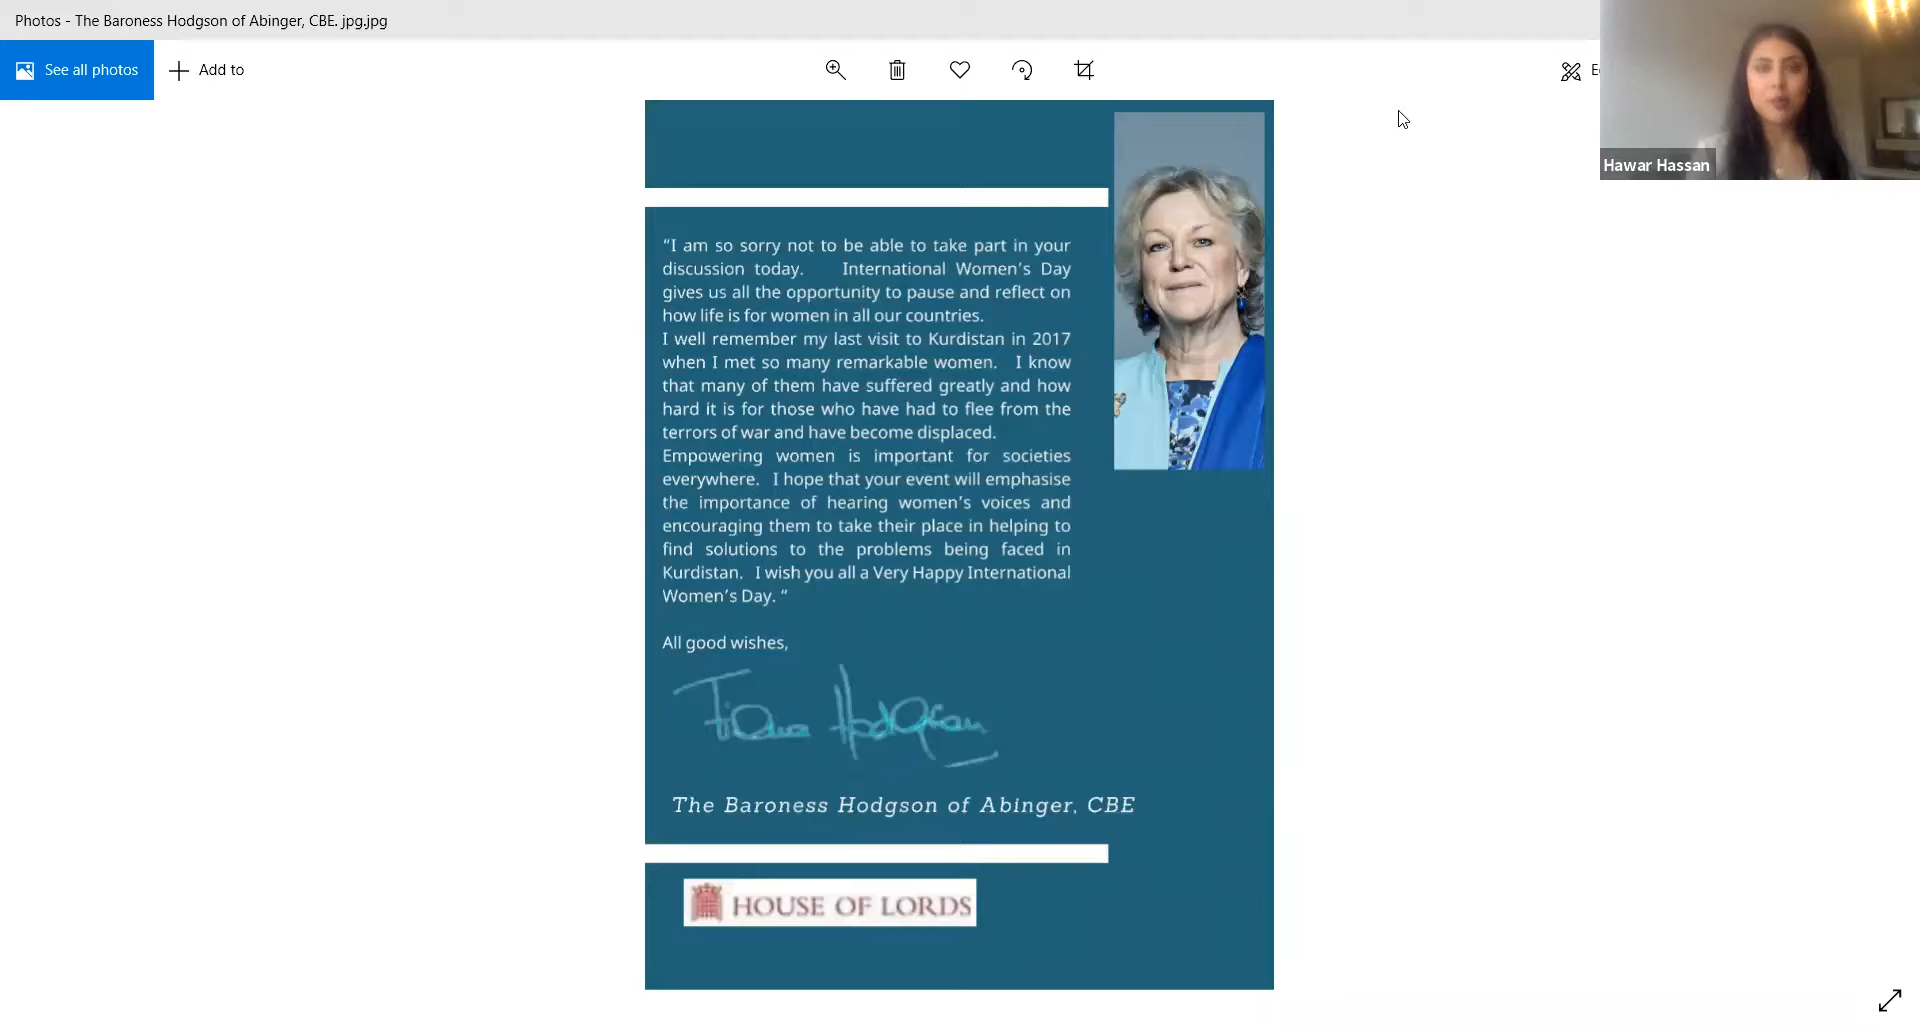 Photos - The Baroness Hodgson of Abinger, CBE. jpg.jpg
See all photos
Add to
Hawar Hassan
“I am so sorry not to be able to take part in your
discussion today. International Women’s Day
gives us all the opportunity to pause and reflect on
how life is for women in all our countries.
I well remember my last visit to Kurdistan in 2017
when I met so many remarkable women. I know
that many of them have suffered greatly and how
hard it is for those who have had to flee from the
terrors of war and have become displaced.
Empowering women is important for societies
everywhere. I hope that your event will emphasise
the importance of hearing women’s voices and
encouraging them to take their place in helping to
find solutions to the problems being faced in
Kurdistan. I wish you all a Very Happy International
Women’s Day. “
All good wishes,
Fiona Hodgson
The Baroness Hodgson of Abinger, CBE
HOUSE OF LORDS